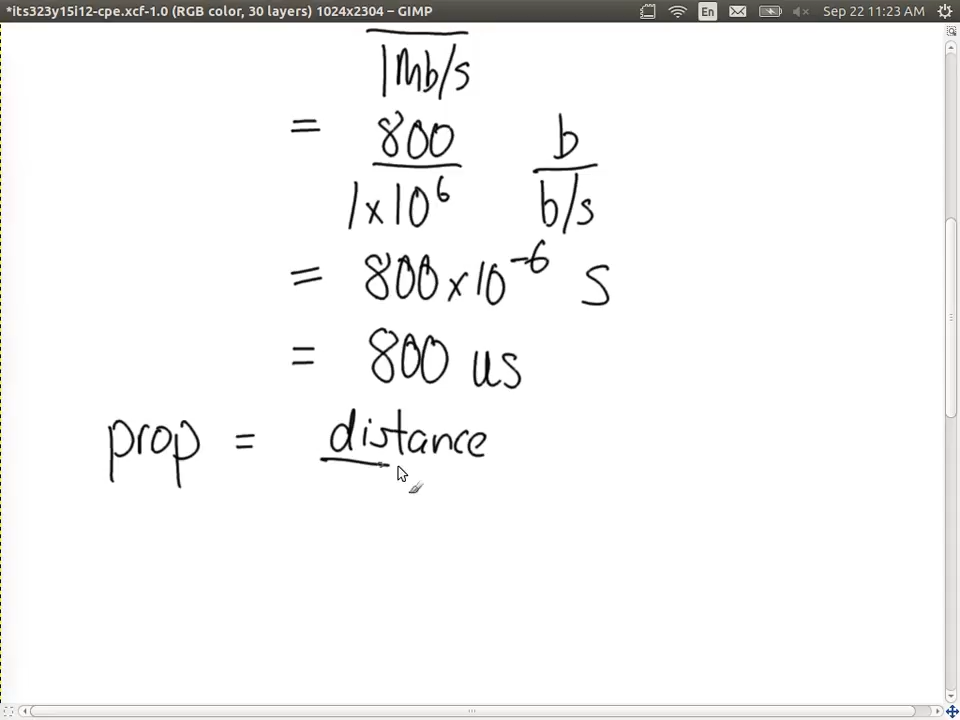 *its323y15i12-cpe.xcf-1.0 (RGB color, 30 layers) 1024x2304 – GIMP En Sep 22 11:23 AM
1Mb/s
= 800 b
1x10^6 b/s
= 800x10^-6 s
= 800 us
prop = distance